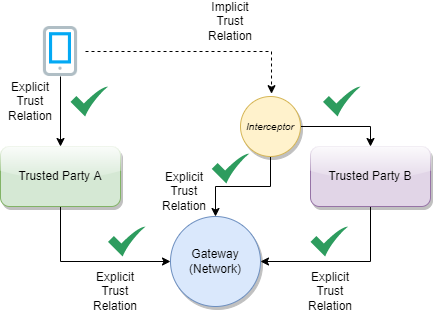 Implicit
Trust
Relation
Explicit
Trust
Relation
Interceptor
Trusted Party A
Explicit
Trust
Relation
Trusted Party B
Gateway
(Network)
Explicit
Trust
Relation
Explicit
Trust
Relation